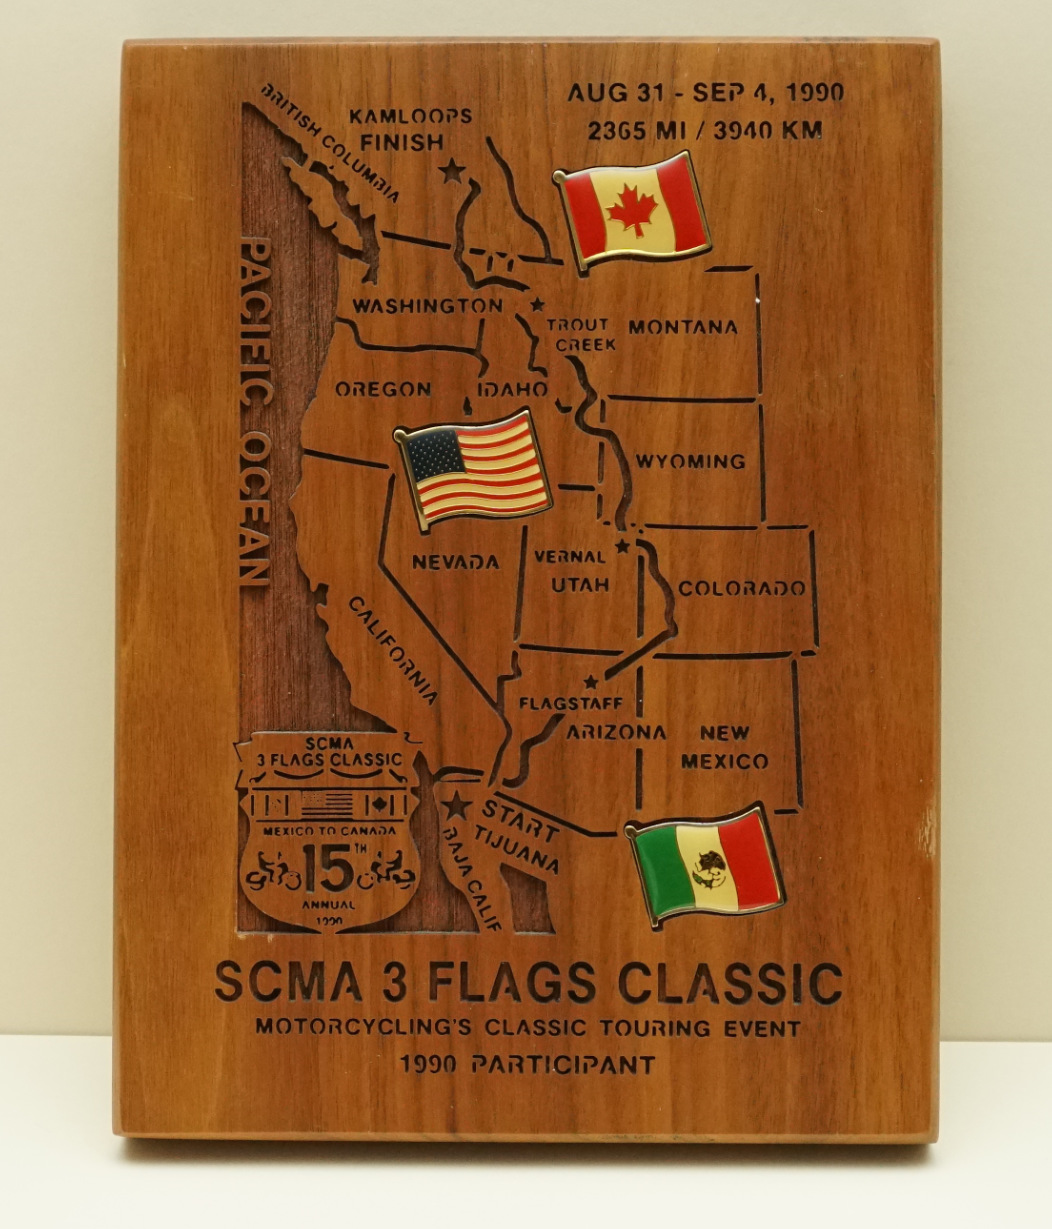 AUG 31 - SEP 4, 1990
2365 MI / 3940 KM
BRITISH COLUMBIA
KAMLOOPS
FINISH
PACIFIC OCEAN
WASHINGTON
TROUT
CREEK
MONTANA
OREGON
IDAHO
WYOMING
NEVADA
VERNAL
UTAH
COLORADO
CALIFORNIA
FLAGSTAFF
ARIZONA
NEW
MEXICO
SCMA
3 FLAGS CLASSIC
MEXICO TO CANADA
15TH
ANNUAL
1990
START
TIJUANA
BAJA CALIF
SCMA 3 FLAGS CLASSIC
MOTORCYCLING'S CLASSIC TOURING EVENT
1990 PARTICIPANT